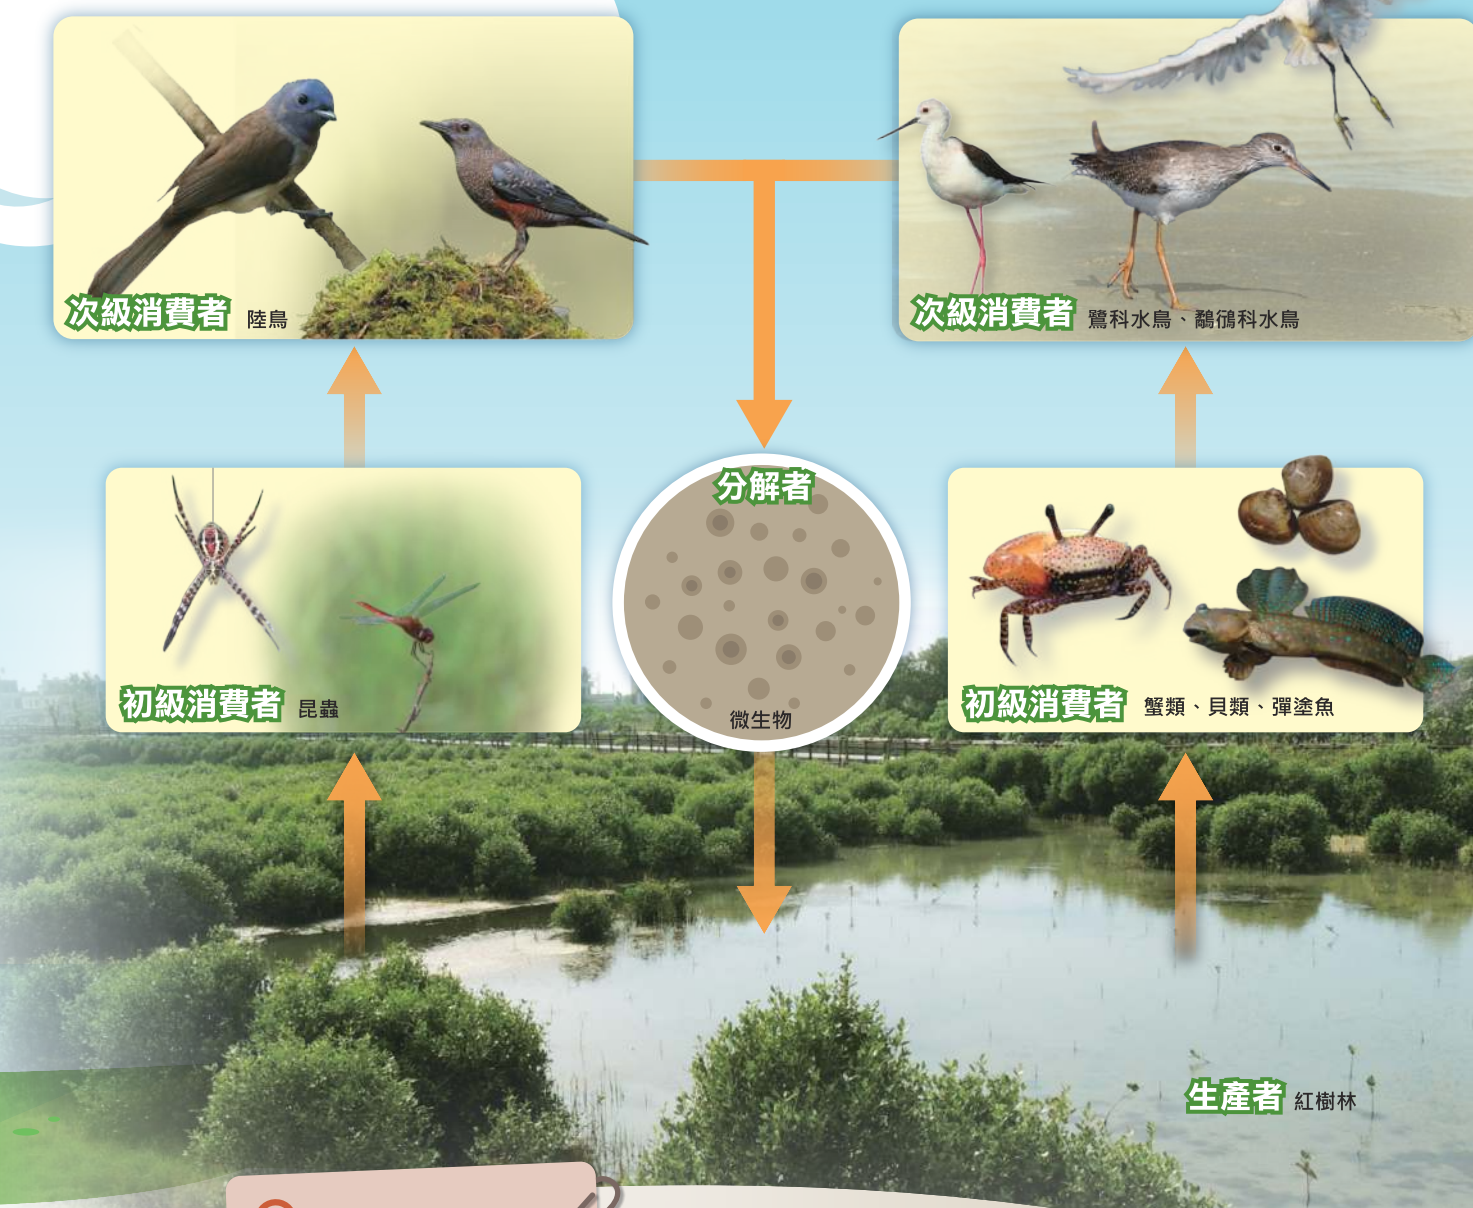 次級消費者 陸鳥
次級消費者 鷺科水鳥、鷸鴴科水鳥
分解者
微生物
初級消費者 昆蟲
初級消費者 蟹類、貝類、彈塗魚
生產者 紅樹林